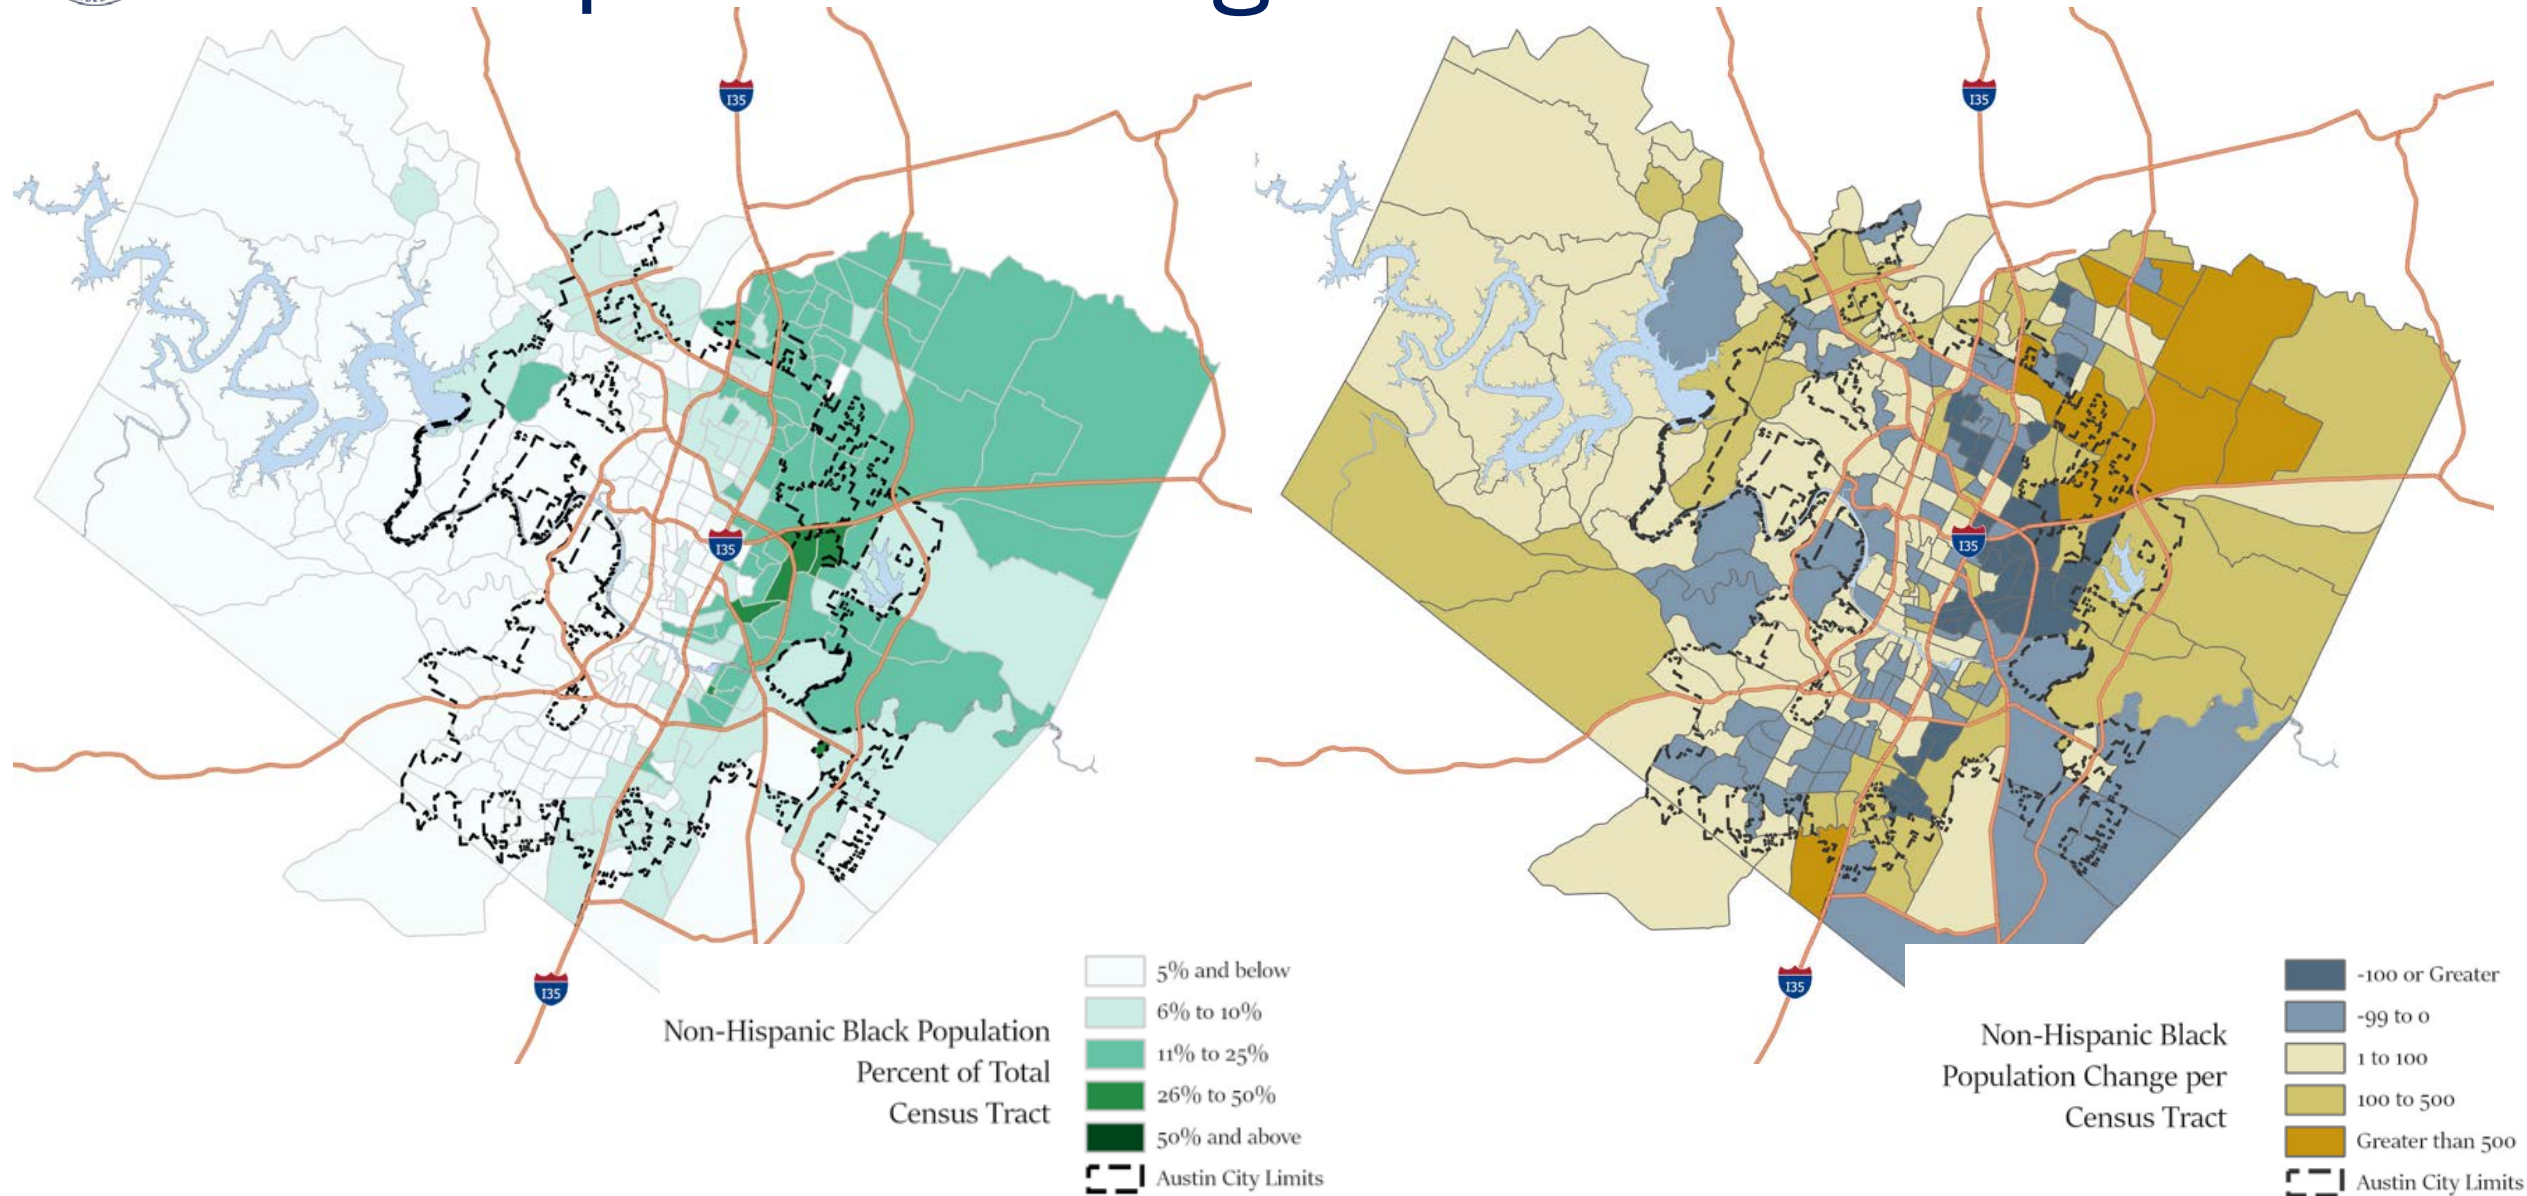 I35
I35
I35
Non-Hispanic Black Population
Percent of Total
Census Tract
5% and below
6% to 10%
11% to 25%
26% to 50%
50% and above
Austin City Limits
I35
I35
I35
Non-Hispanic Black
Population Change per
Census Tract
-100 or Greater
-99 to 0
1 to 100
100 to 500
Greater than 500
Austin City Limits